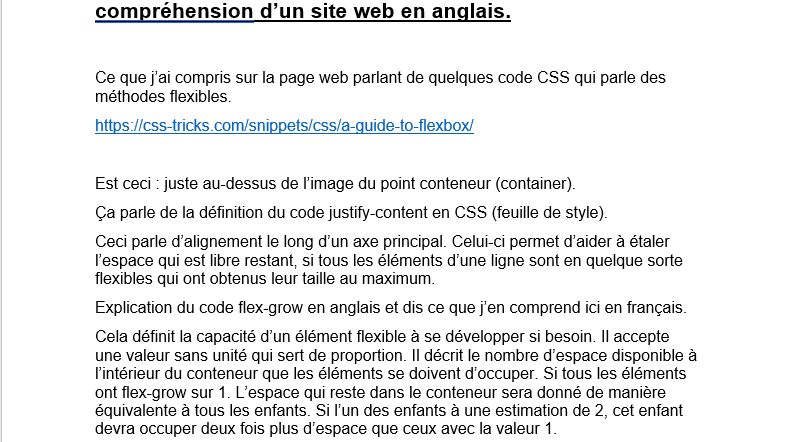 compréhension d’un site web en anglais.
Ce que j’ai compris sur la page web parlant de quelques code CSS qui parle des
méthodes flexibles.
https://css-tricks.com/snippets/css/a-guide-to-flexbox/
Est ceci : juste au-dessus de l’image du point conteneur (container).
Ça parle de la définition du code justify-content en CSS (feuille de style).
Ceci parle d’alignement le long d’un axe principal. Celui-ci permet d’aider à étaler
l’espace qui est libre restant, si tous les éléments d’une ligne sont en quelque sorte
flexibles qui ont obtenus leur taille au maximum.
Explication du code flex-grow en anglais et dis ce que j’en comprend ici en français.
Cela définit la capacité d’un élément flexible à se développer si besoin. Il accepte
une valeur sans unité qui sert de proportion. Il décrit le nombre d’espace disponible à
l’intérieur du conteneur que les éléments se doivent d’occuper. Si tous les éléments
ont flex-grow sur 1. L’espace qui reste dans le conteneur sera donné de manière
équivalente à tous les enfants. Si l’un des enfants à une estimation de 2, cet enfant
devra occuper deux fois plus d’espace que ceux avec la valeur 1.